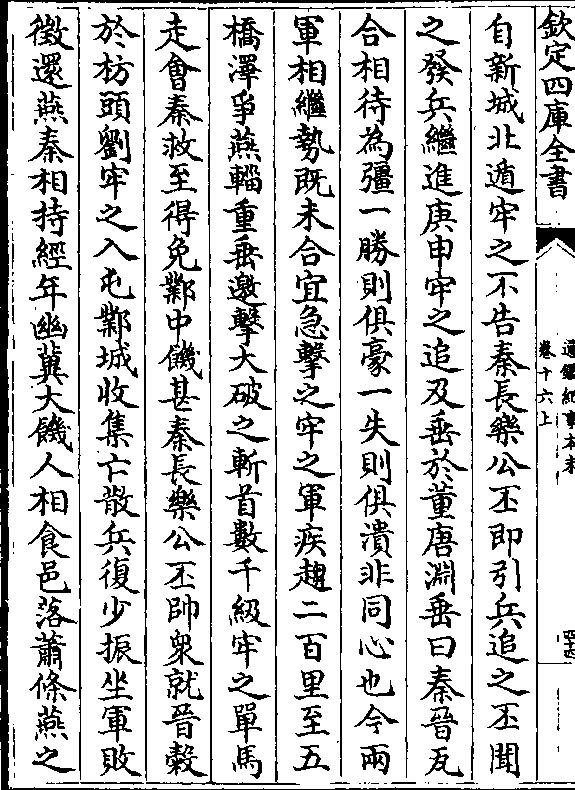 欽定四庫全書
通鑑紀事本末
卷十六上
自新城北遁牢之不告秦長樂公丕即引兵追之丕聞
之發兵繼進庚申牢之追及垂於董唐淵垂曰秦晉瓦
合相待為彊一勝則俱豪一失則俱潰非同心也今兩
軍相繼勢既未合宜急擊之牢之軍疾趨二百里至五
橋澤爭燕輜重垂邀擊大破之斬首數千級牢之單馬
走會秦救至得免鄴中饑甚秦長樂公丕帥衆就晉穀
於枋頭劉牢之入屯鄴城收集亡散兵復少振坐軍敗
徵還燕秦相持經年幽冀大饑人相食邑落蕭條燕之